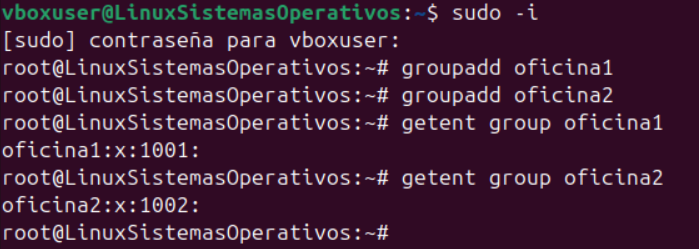 vboxuser@LinuxSistemasOperativos:~$ sudo -i
[sudo] contraseña para vboxuser:
root@LinuxSistemasOperativos:~# groupadd oficina1
root@LinuxSistemasOperativos:~# groupadd oficina2
root@LinuxSistemasOperativos:~# getent group oficina1
oficina1:x:1001:
root@LinuxSistemasOperativos:~# getent group oficina2
oficina2:x:1002:
root@LinuxSistemasOperativos:~#